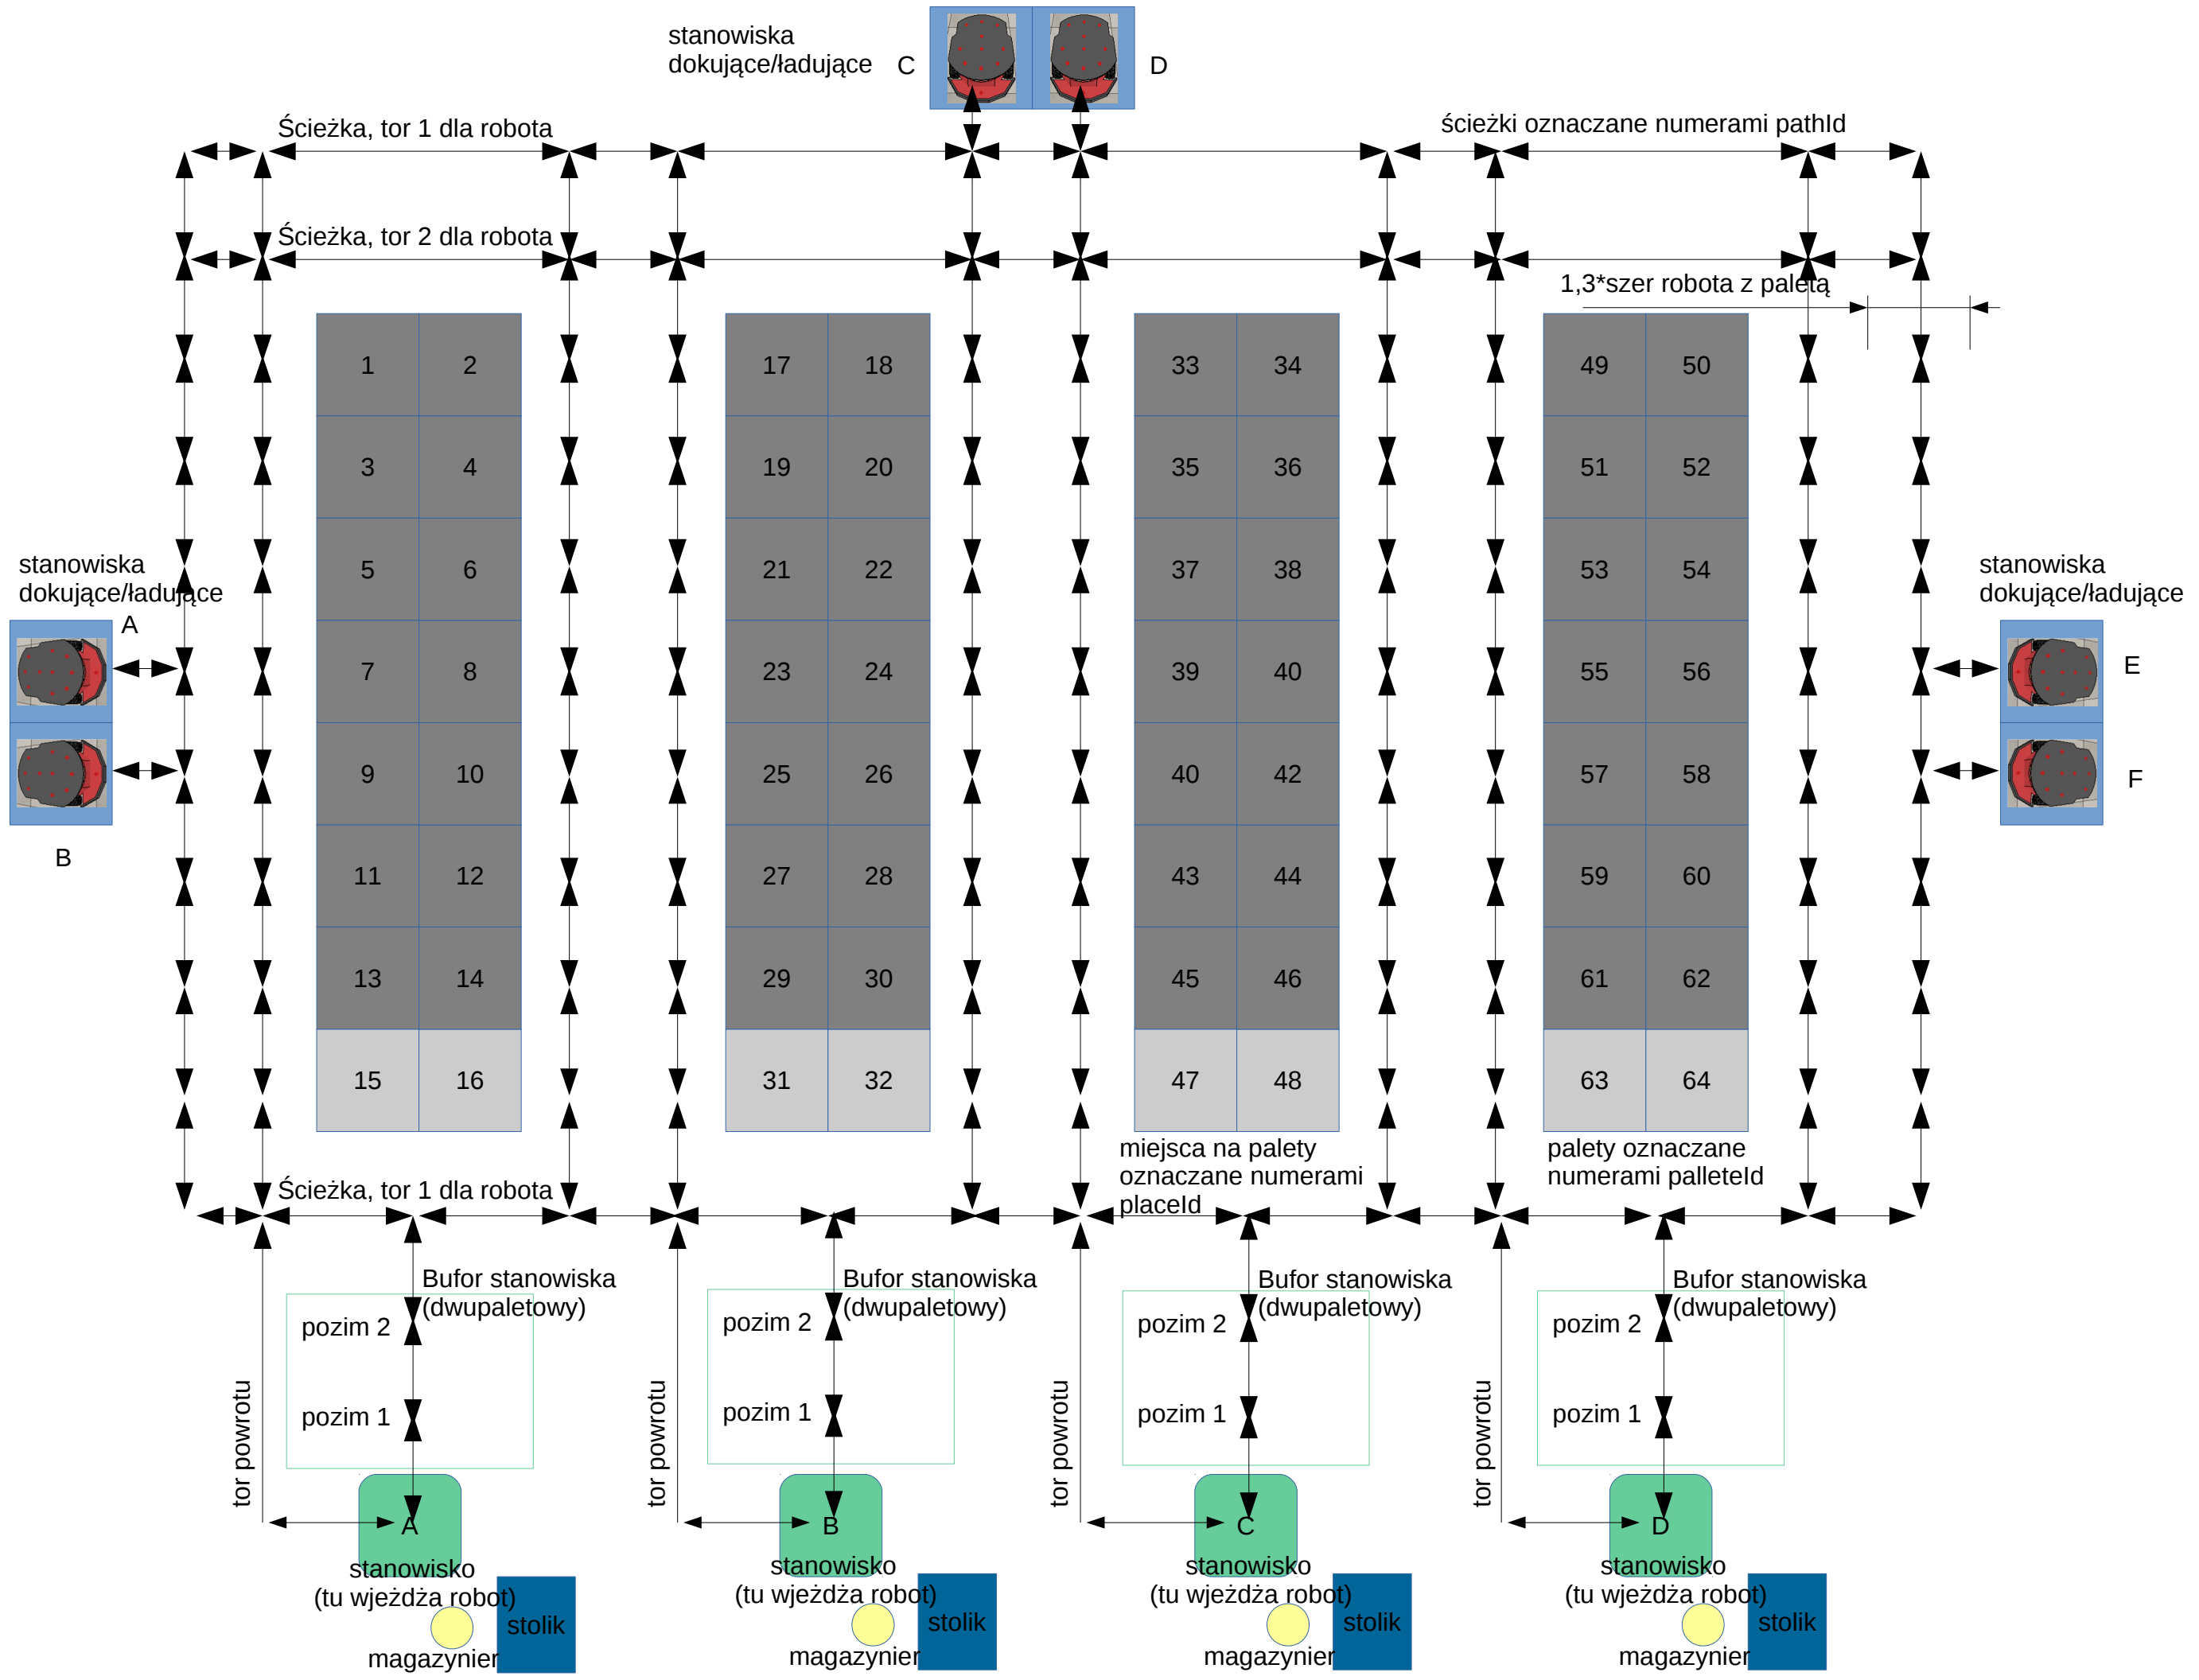 stanowiska
dokujące/ładujące
C
D
Ścieżka, tor 1 dla robota
ścieżki oznaczane numerami pathId
Ścieżka, tor 2 dla robota
1,3*szer robota z paletą
1 2 17 18 33 34 49 50
3 4 19 20 35 36 51 52
5 6 21 22 37 38 53 54
stanowiska
dokujące/ładujące
A
stanowiska
dokujące/ładujące
7 8 23 24 39 40 55 56
E
9 10 25 26 40 42 57 58
F
B
11 12 27 28 43 44 59 60
13 14 29 30 45 46 61 62
15 16 31 32 47 48 63 64
miejsca na palety
oznaczane numerami
placeId
palety oznaczane
numerami palleteId
Ścieżka, tor 1 dla robota
Bufor stanowiska
(dwupaletowy)
pozim 2
pozim 1
tor powrotu
A
stanowisko
(tu wjeżdża robot)
stolik
magazynier
Bufor stanowiska
(dwupaletowy)
pozim 2
pozim 1
tor powrotu
B
stanowisko
(tu wjeżdża robot)
stolik
magazynier
Bufor stanowiska
(dwupaletowy)
pozim 2
pozim 1
tor powrotu
C
stanowisko
(tu wjeżdża robot)
stolik
magazynier
Bufor stanowiska
(dwupaletowy)
pozim 2
pozim 1
tor powrotu
D
stanowisko
(tu wjeżdża robot)
stolik
magazynier